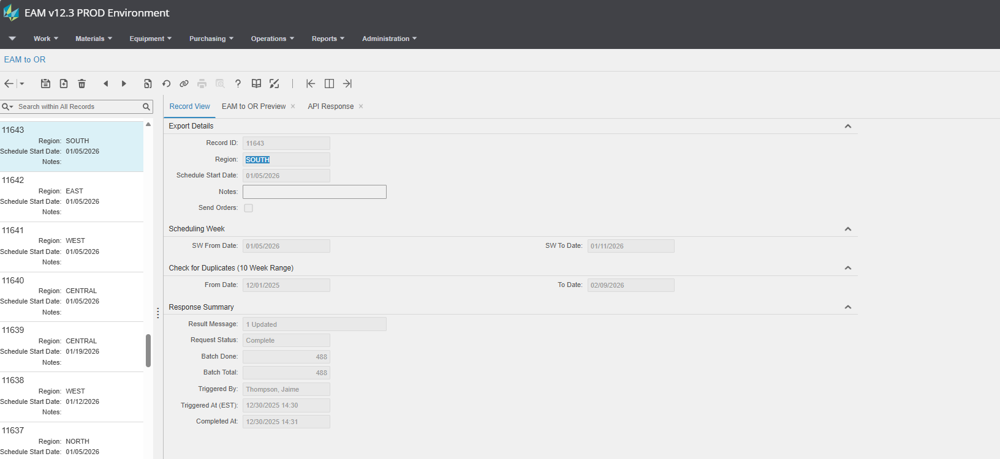 EAM v12.3 PROD Environment
Work Materials Equipment Purchasing Operations Reports Administration
EAM to OR
?
Search within All Records
11643
Region: SOUTH
Schedule Start Date: 01/05/2026
Notes:
11642
Region: EAST
Schedule Start Date: 01/05/2026
Notes:
11641
Region: WEST
Schedule Start Date: 01/05/2026
Notes:
11640
Region: CENTRAL
Schedule Start Date: 01/05/2026
Notes:
11639
Region: CENTRAL
Schedule Start Date: 01/19/2026
Notes:
11638
Region: WEST
Schedule Start Date: 01/12/2026
Notes:
11637
Region: NORTH
Schedule Start Date: 01/05/2026
Record View EAM to OR Preview × API Response ×
Export Details
Record ID: 11643
Region: SOUTH
Schedule Start Date: 01/05/2026
Notes:
Send Orders:
Scheduling Week
SW From Date: 01/05/2026 SW To Date: 01/11/2026
Check for Duplicates (10 Week Range)
From Date: 12/01/2025 To Date: 02/09/2026
Response Summary
Result Message: 1 Updated
Request Status: Complete
Batch Done: 488
Batch Total: 488
Triggered By: Thompson, Jaime
Triggered At (EST): 12/30/2025 14:30
Completed At: 12/30/2025 14:31